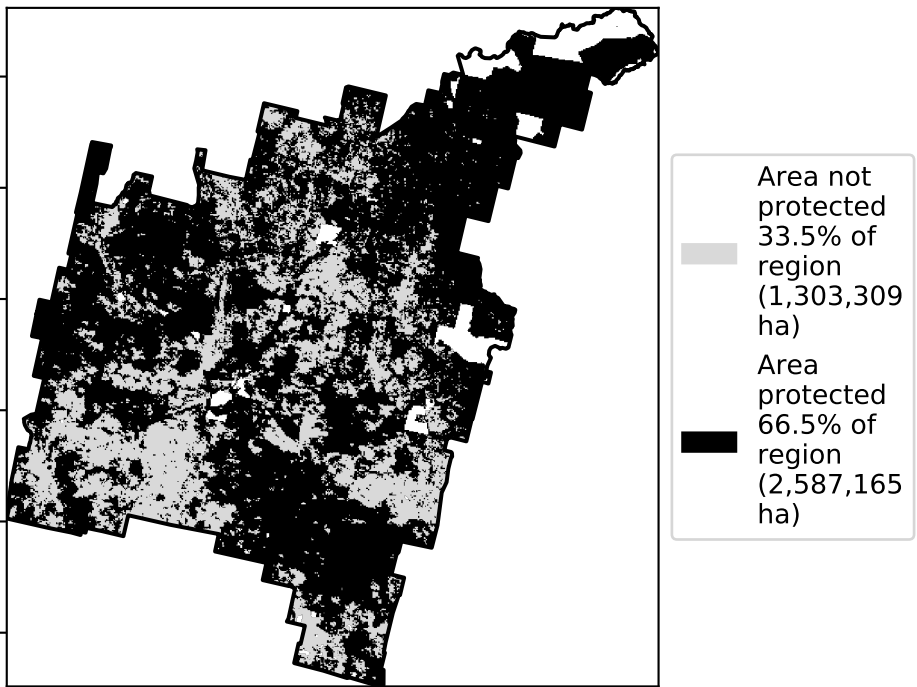 Area not
protected
33.5% of
region
(1,303,309
ha)
Area
protected
66.5% of
region
(2,587,165
ha)